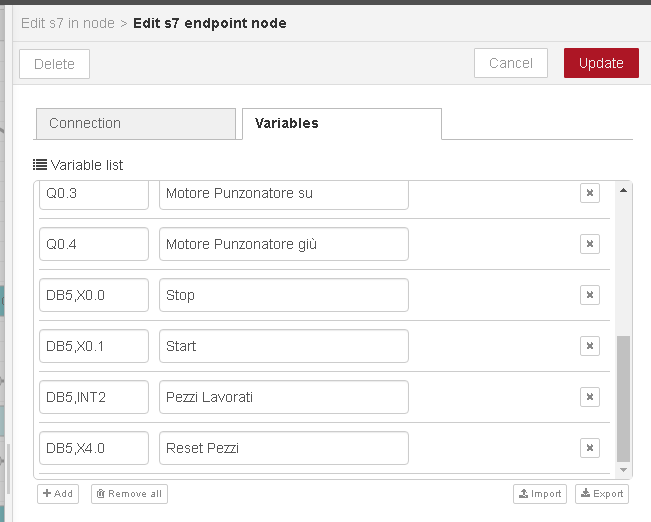 Edit s7 in node > Edit s7 endpoint node
Delete Cancel Update
Connection Variables
Variable list
Q0.3 Motore Punzonatore su
Q0.4 Motore Punzonatore giù
DB5,X0.0 Stop
DB5,X0.1 Start
DB5,INT2 Pezzi Lavorati
DB5,X4.0 Reset Pezzi
Add Remove all Import Export